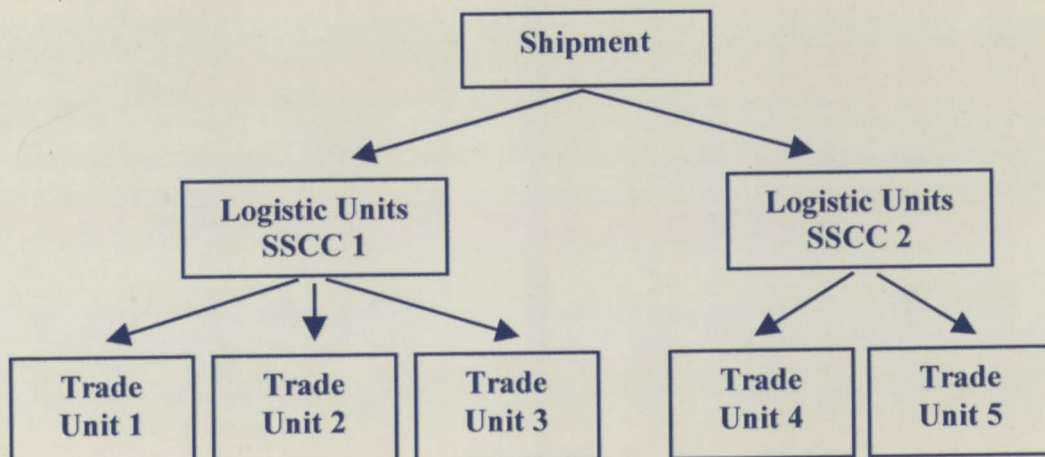 Shipment
Logistic Units
SSCC 1
Logistic Units
SSCC 2
Trade
Unit 1
Trade
Unit 2
Trade
Unit 3
Trade
Unit 4
Trade
Unit 5